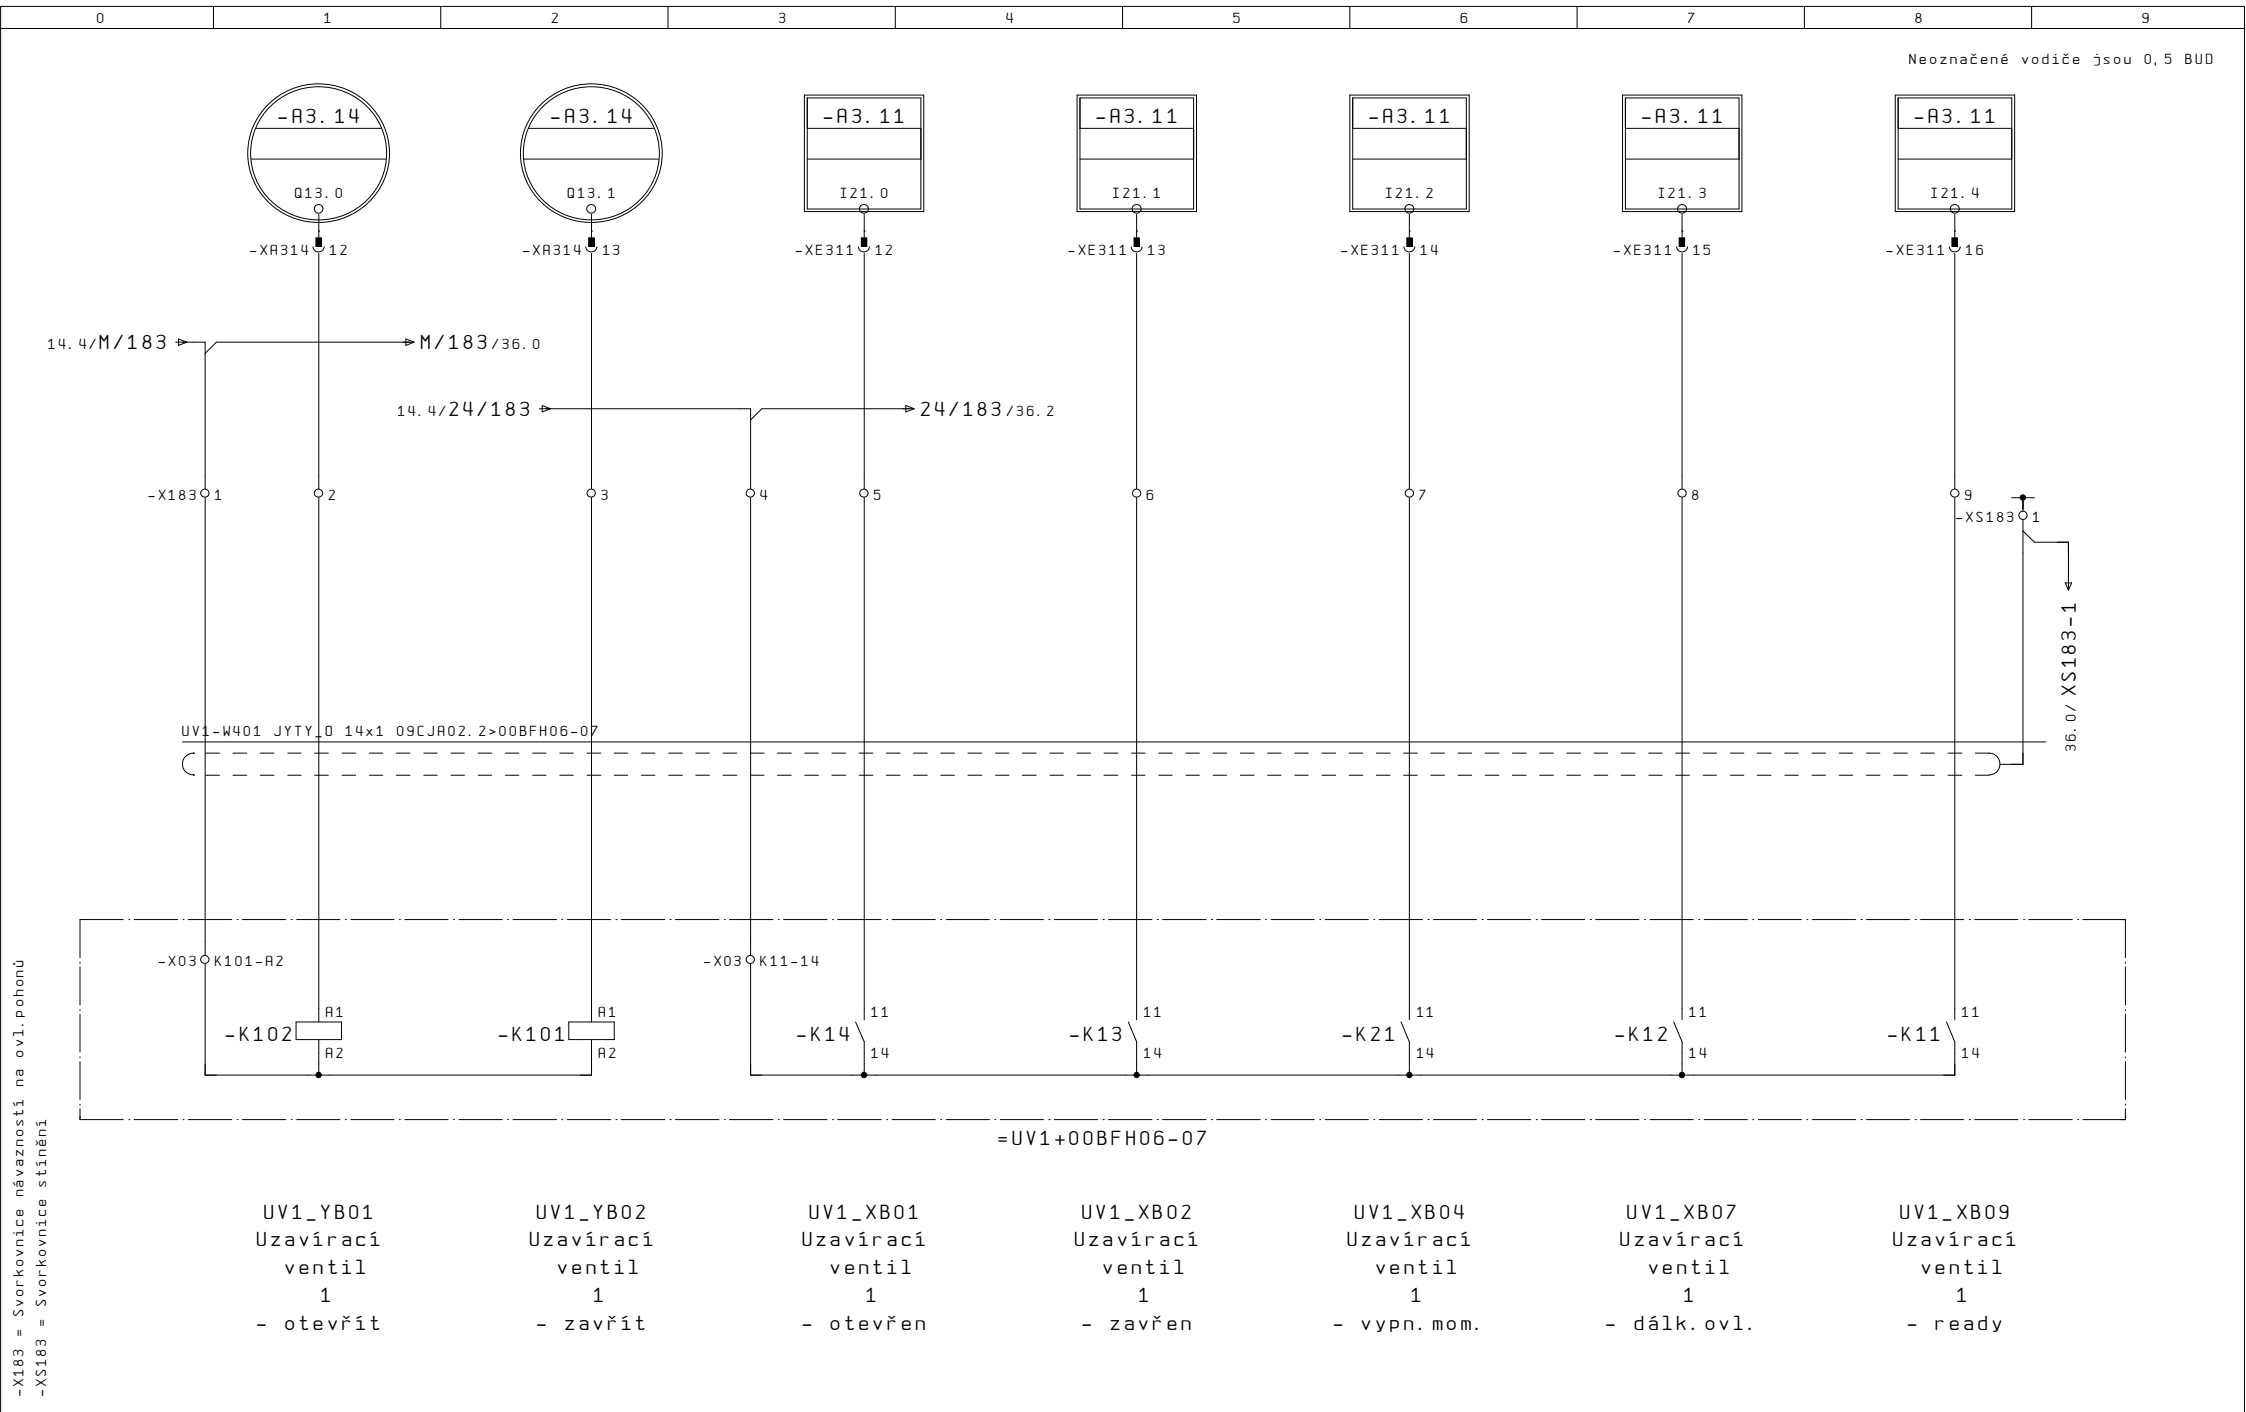 0 1 2 3 4 5 6 7 8 9
Neoznačené vodiče jsou 0,5 BUD
-A3.14 -A3.14 -A3.11 -A3.11 -A3.11 -A3.11 -A3.11
Q13.0 Q13.1 I21.0 I21.1 I21.2 I21.3 I21.4
-XA314 12 -XA314 13 -XE311 12 -XE311 13 -XE311 14 -XE311 15 -XE311 16
14.4/M/183 M/183/36.0
14.4/24/183 24/183/36.2
-X183 1 2 3 4 5 6 7 8 9
-XS183 1
36.0/XS183-1
UV1-W401 JYTY_O 14x1 09CJA02.2>00BFH06-07
-X03 K101-A2 -X03 K11-14
A1 A1 11 11 11 11 11
-K102 -K101 -K14 -K13 -K21 -K12 -K11
A2 A2 14 14 14 14 14
=UV1+00BFH06-07
UV1_YB01 UV1_YB02 UV1_XB01 UV1_XB02 UV1_XB04 UV1_XB07 UV1_XB09
Uzavírací Uzavírací Uzavírací Uzavírací Uzavírací Uzavírací Uzavírací
ventil ventil ventil ventil ventil ventil ventil
1 1 1 1 1 1 1
- otevřít - zavřít - otevřen - zavřen - vypn.mom. - dálk.ovl. - ready
-X183 = Svorkovnice návazností na ovl.pohonů
-XS183 = Svorkovnice stínění